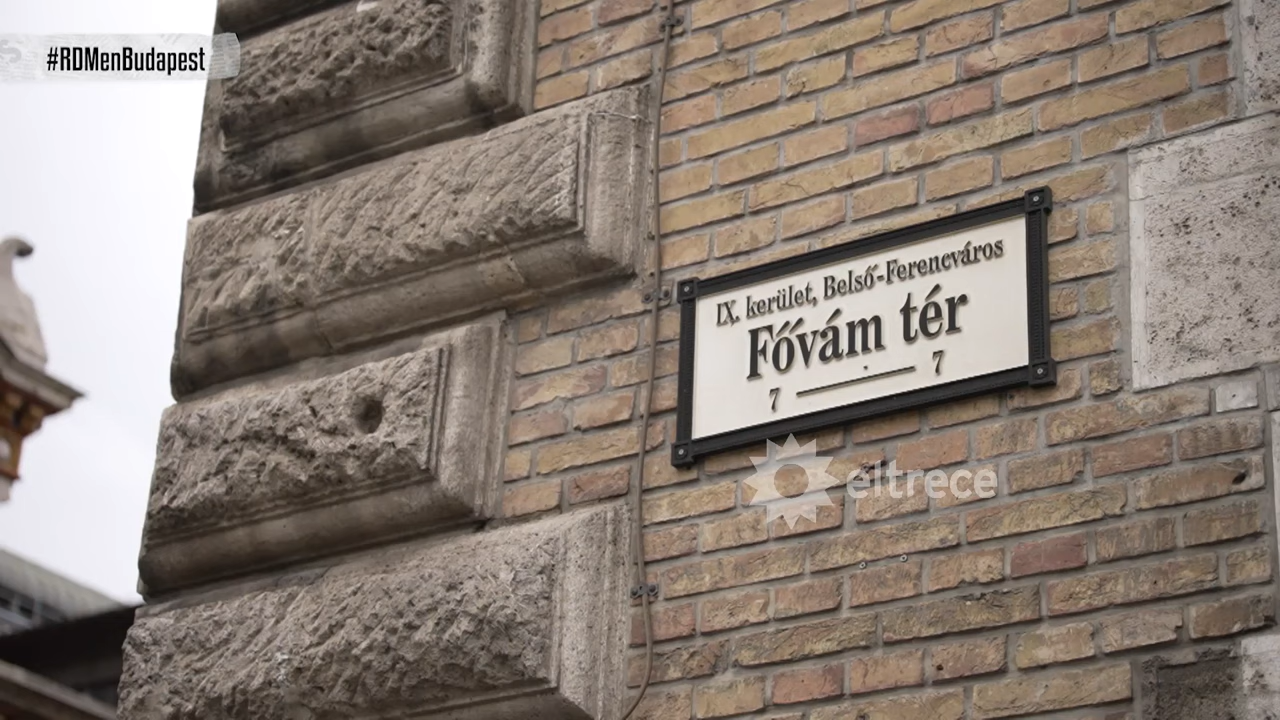 #RDMenBudapest
IX. kerület, Belső-Ferencváros
Fővám tér
7 — 7
eltrece